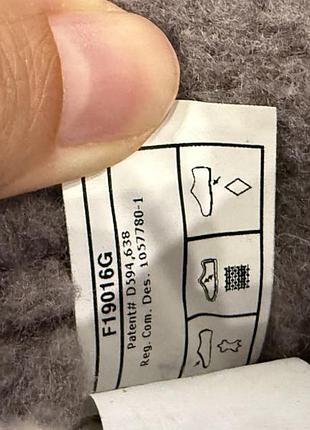 F19016G
Patent# D594,638
Reg. Com. Des. 1057780-1